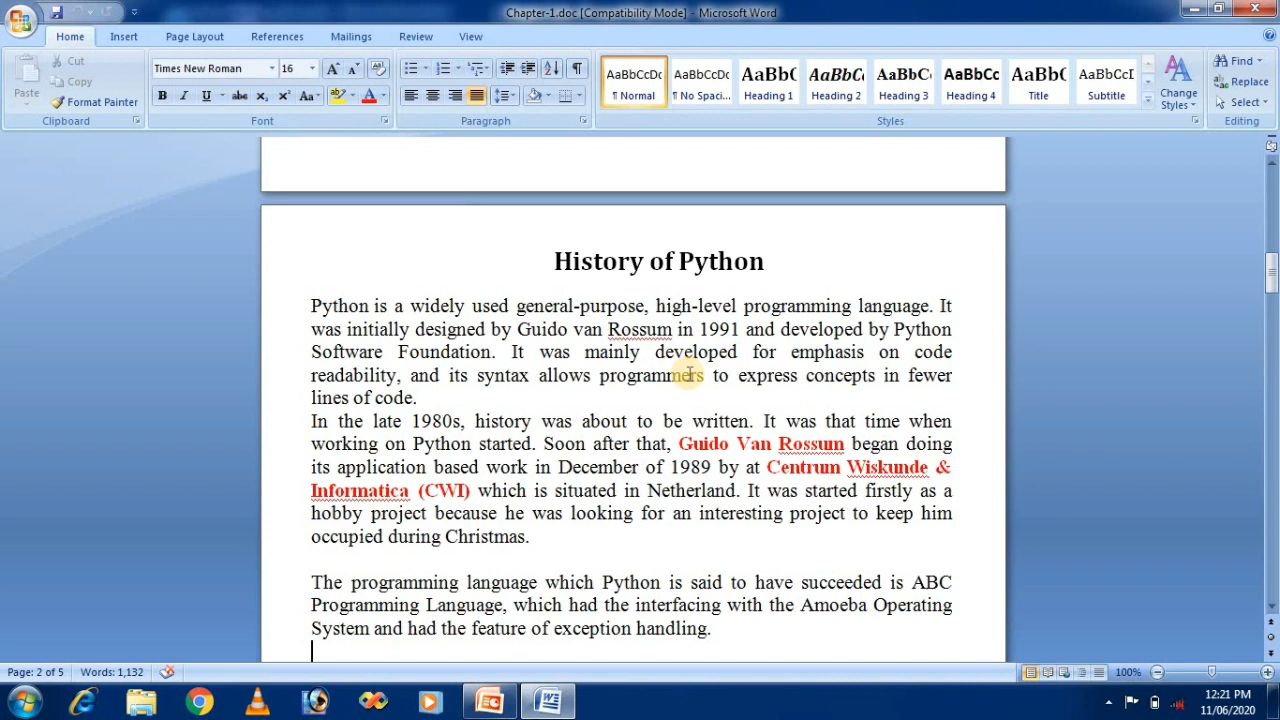 Chapter-1.doc [Compatibility Mode] - Microsoft Word
Home Insert Page Layout References Mailings Review View
Paste
Cut
Copy
Format Painter
Clipboard
Times New Roman 16
B I U abc x₂ x² Aa A
Font
Paragraph
AaBbCcDc AaBbCcDc AaBbC AaBbCc AaBbCc AaBbCc AaBbC AaBbCcI
¶ Normal ¶ No Spaci... Heading 1 Heading 2 Heading 3 Heading 4 Title Subtitle
Change Styles
Styles
Find
Replace
Select
Editing
History of Python
Python is a widely used general-purpose, high-level programming language. It
was initially designed by Guido van Rossum in 1991 and developed by Python
Software Foundation. It was mainly developed for emphasis on code
readability, and its syntax allows programmers to express concepts in fewer
lines of code.
In the late 1980s, history was about to be written. It was that time when
working on Python started. Soon after that, Guido Van Rossum began doing
its application based work in December of 1989 by at Centrum Wiskunde &
Informatica (CWI) which is situated in Netherland. It was started firstly as a
hobby project because he was looking for an interesting project to keep him
occupied during Christmas.
The programming language which Python is said to have succeeded is ABC
Programming Language, which had the interfacing with the Amoeba Operating
System and had the feature of exception handling.
Page: 2 of 5 Words: 1,132 100%
12:21 PM
11/06/2020